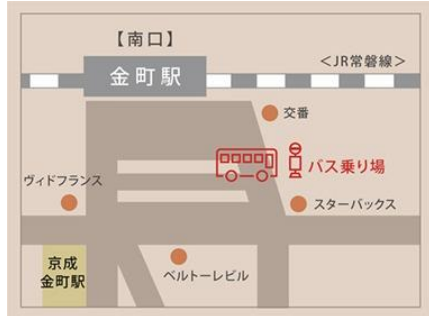 【南口】
金町駅
＜JR常磐線＞
交番
バス乗り場
ヴィドフランス
スターバックス
京成
金町駅
ベルトーレビル